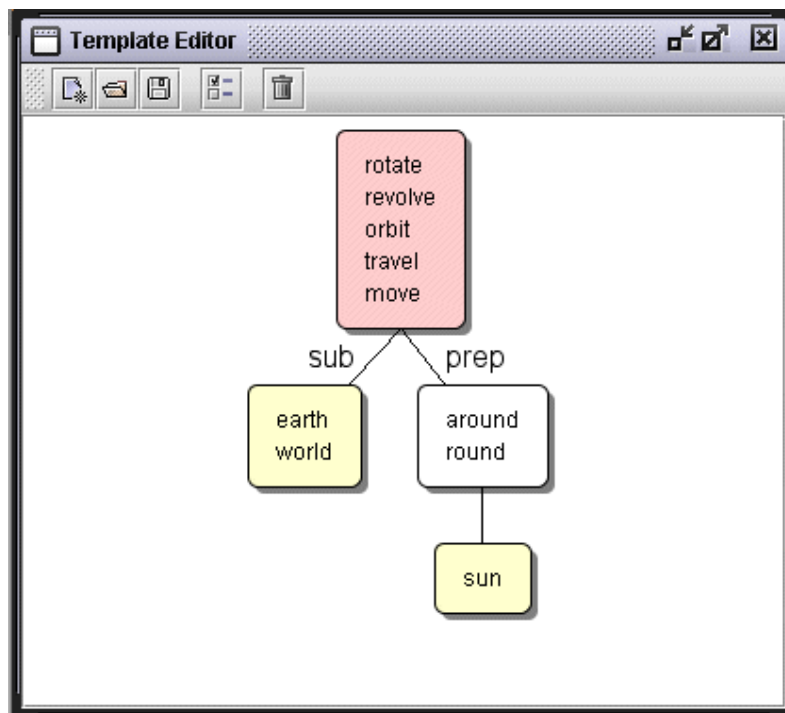 Template Editor
rotate
revolve
orbit
travel
move
sub prep
earth
world
around
round
sun